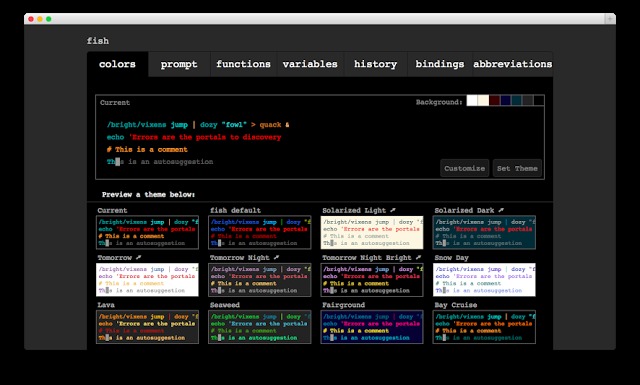 fish
colors prompt functions variables history bindings abbreviations
Current Background:
/bright/vixens jump | dozy "fowl" > quack &
echo 'Errors are the portals to discovery
# This is a comment
This is an autosuggestion
Customize Set Theme
Preview a theme below:
Current fish default Solarized Light ➚ Solarized Dark ➚
/bright/vixens jump | dozy "f /bright/vixens jump | dozy "f /bright/vixens jump | dozy "f /bright/vixens jump | dozy "f
echo 'Errors are the portals echo 'Errors are the portals echo 'Errors are the portals echo 'Errors are the portals
# This is a comment # This is a comment # This is a comment # This is a comment
This is an autosuggestion This is an autosuggestion This is an autosuggestion This is an autosuggestion
Tomorrow ➚ Tomorrow Night ➚ Tomorrow Night Bright ➚ Snow Day
/bright/vixens jump | dozy "f /bright/vixens jump | dozy "f /bright/vixens jump | dozy "f /bright/vixens jump | dozy "f
echo 'Errors are the portals echo 'Errors are the portals echo 'Errors are the portals echo 'Errors are the portals
# This is a comment # This is a comment # This is a comment # This is a comment
This is an autosuggestion This is an autosuggestion This is an autosuggestion This is an autosuggestion
Lava Seaweed Fairground Bay Cruise
/bright/vixens jump | dozy "f /bright/vixens jump | dozy "f /bright/vixens jump | dozy "f /bright/vixens jump | dozy "f
echo 'Errors are the portals echo 'Errors are the portals echo 'Errors are the portals echo 'Errors are the portals
# This is a comment # This is a comment # This is a comment # This is a comment
This is an autosuggestion This is an autosuggestion This is an autosuggestion This is an autosuggestion